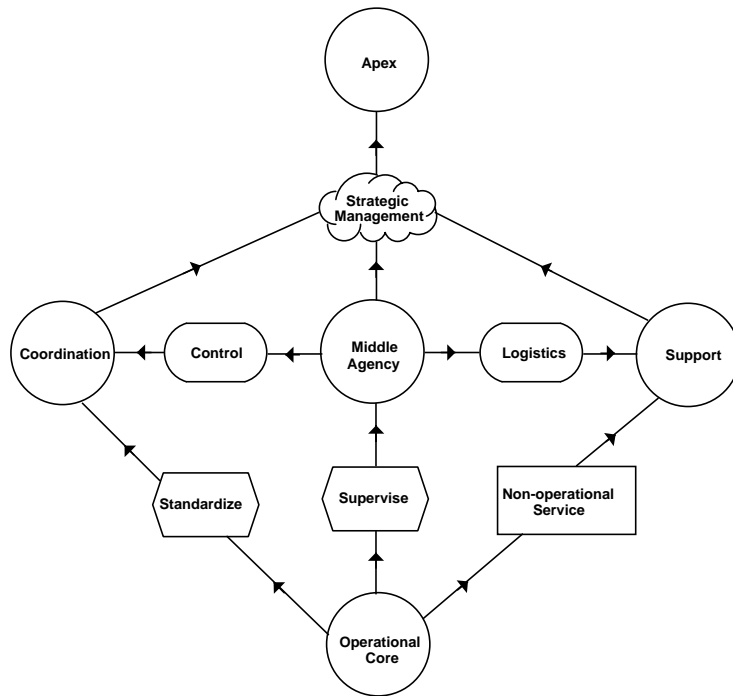 Apex
Strategic
Management
Coordination
Control
Middle
Agency
Logistics
Support
Standardize
Supervise
Non-operational
Service
Operational
Core